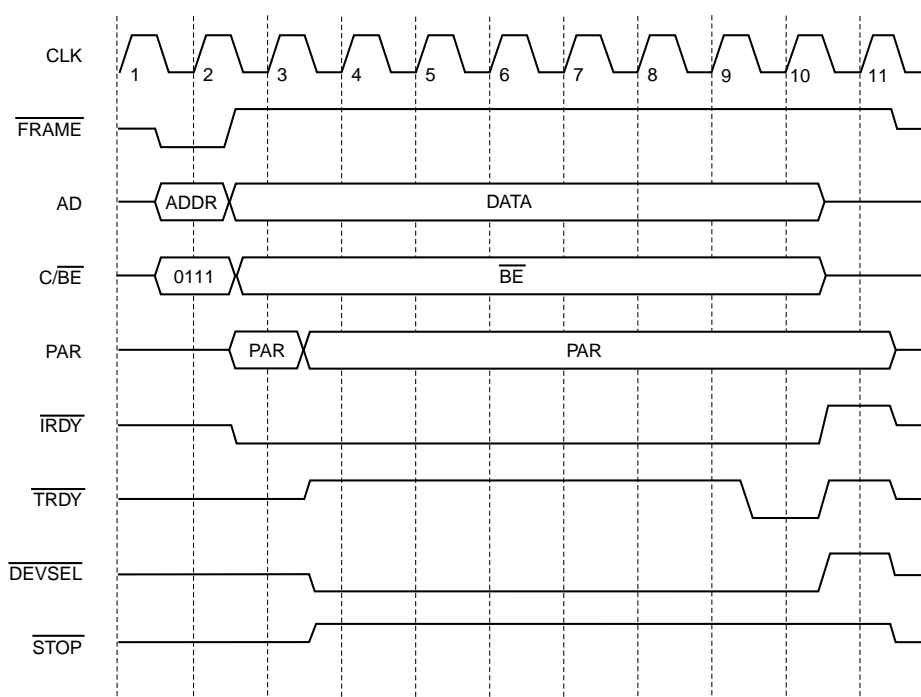 CLK
1 2 3 4 5 6 7 8 9 10 11
FRAME
AD ADDR DATA
C/BE 0111 BE
PAR PAR PAR
IRDY
TRDY
DEVSEL
STOP